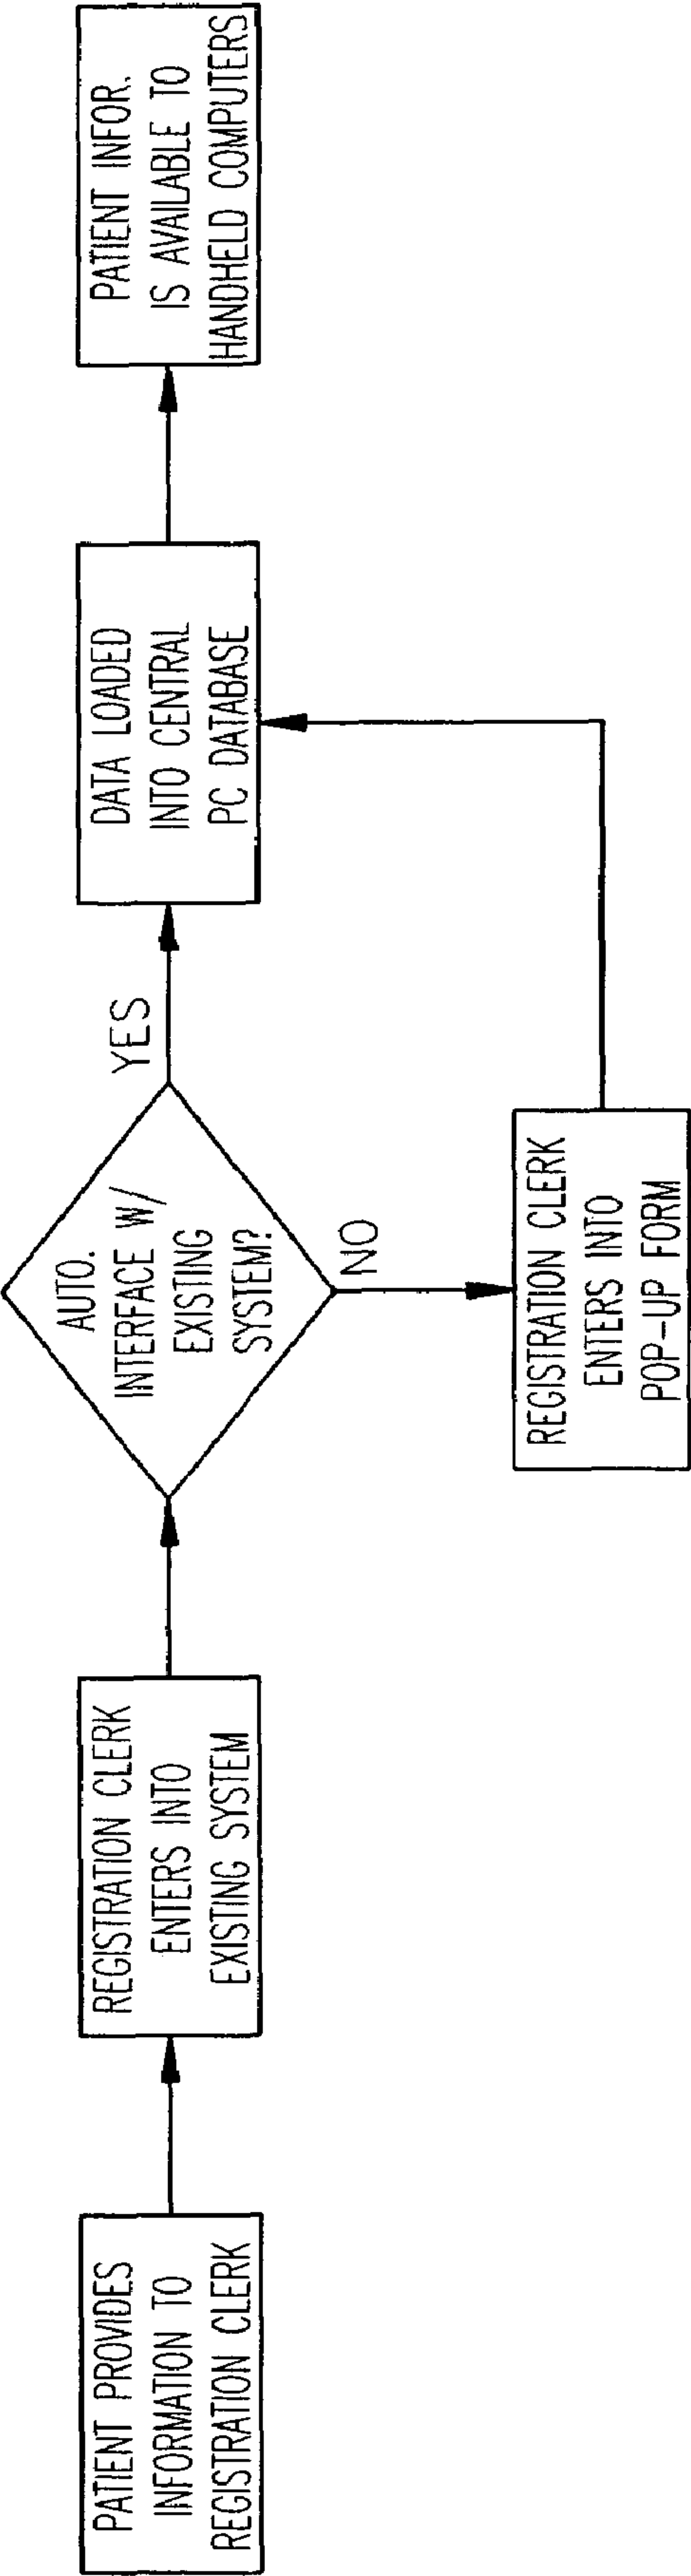 PATIENT PROVIDES
INFORMATION TO
REGISTRATION CLERK
REGISTRATION CLERK
ENTERS INTO
EXISTING SYSTEM
AUTO.
INTERFACE W/
EXISTING
SYSTEM?
YES
NO
DATA LOADED
INTO CENTRAL
PC DATABASE
PATIENT INFOR.
IS AVAILABLE TO
HANDHELD COMPUTERS
REGISTRATION CLERK
ENTERS INTO
POP-UP FORM